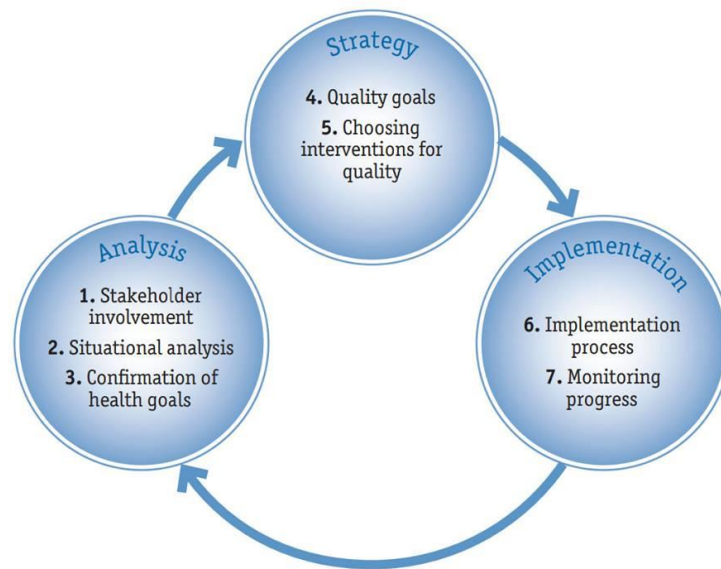 Strategy
4. Quality goals
5. Choosing
interventions for
quality
Analysis
1. Stakeholder
involvement
2. Situational analysis
3. Confirmation of
health goals
Implementation
6. Implementation
process
7. Monitoring
progress